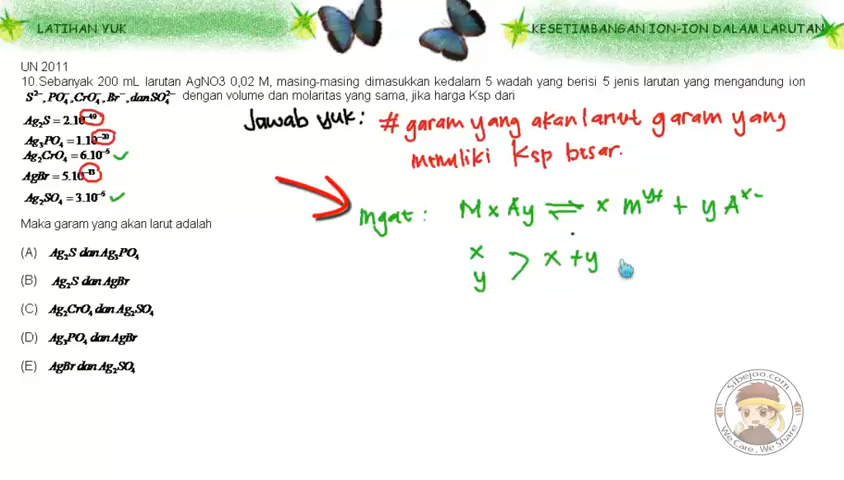 LATIHAN YUK
KESETIMBANGAN ION-ION DALAM LARUTAN
UN 2011
10.Sebanyak 200 mL larutan AgNO3 0,02 M, masing-masing dimasukkan kedalam 5 wadah yang berisi 5 jenis larutan yang mengandung ion
S²⁻, PO₄⁻, CrO₄⁻, Br⁻, dan SO₄²⁻ dengan volume dan molaritas yang sama, jika harga Ksp dari
Ag₂S = 2.10⁻⁴⁹
Ag₃PO₄ = 1.10⁻²⁰
Ag₂CrO₄ = 6.10⁻⁵ ✓
AgBr = 5.10⁻¹³
Ag₂SO₄ = 3.10⁻⁵ ✓
Maka garam yang akan larut adalah
(A) Ag₂S dan Ag₃PO₄
(B) Ag₂S dan AgBr
(C) Ag₂CrO₄ dan Ag₂SO₄
(D) Ag₃PO₄ dan AgBr
(E) AgBr dan Ag₂SO₄
Jawab yuk: # garam yang akan larut garam yang
memiliki Ksp besar.
Ingat : MxAy ⇌ x M^y+ + y A^x-
x
y > x + y
Sibejoo.com
We Care, We Share